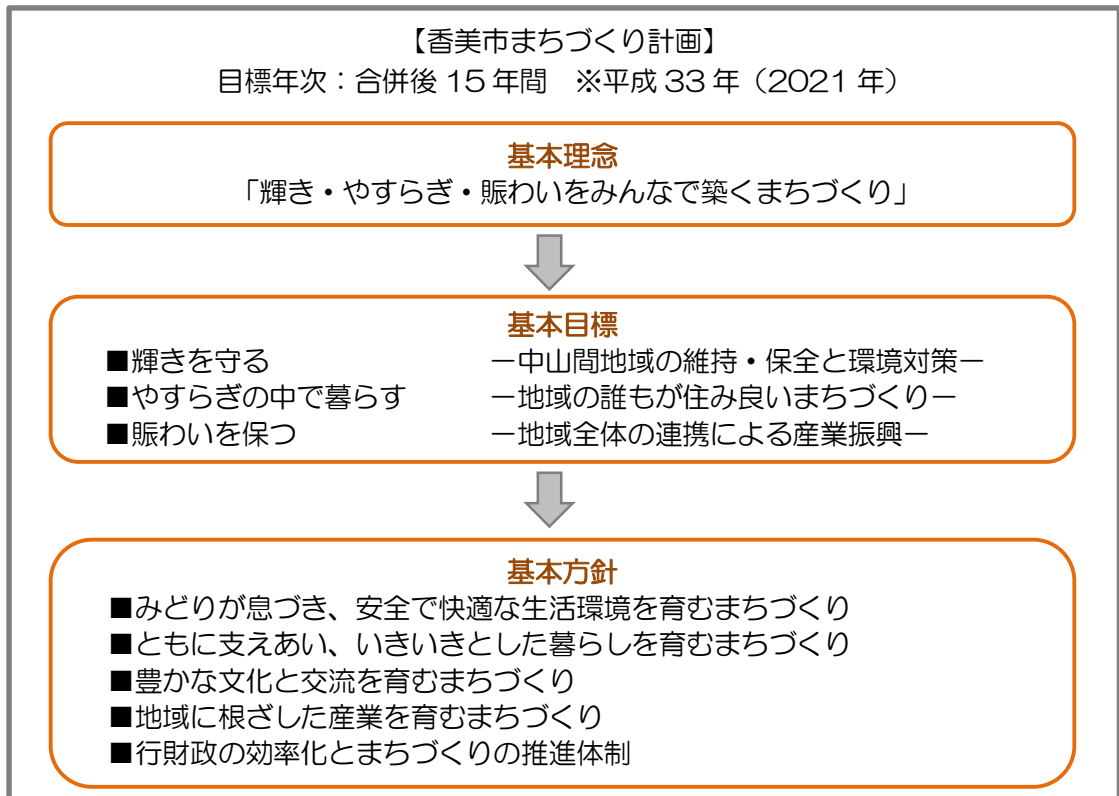 【香美市まちづくり計画】
目標年次：合併後 15 年間　※平成 33 年（2021 年）
基本理念
「輝き・やすらぎ・賑わいをみんなで築くまちづくり」
基本目標
■輝きを守る　－中山間地域の維持・保全と環境対策－
■やすらぎの中で暮らす　－地域の誰もが住み良いまちづくり－
■賑わいを保つ　－地域全体の連携による産業振興－
基本方針
■みどりが息づき、安全で快適な生活環境を育むまちづくり
■ともに支えあい、いきいきとした暮らしを育むまちづくり
■豊かな文化と交流を育むまちづくり
■地域に根ざした産業を育むまちづくり
■行財政の効率化とまちづくりの推進体制